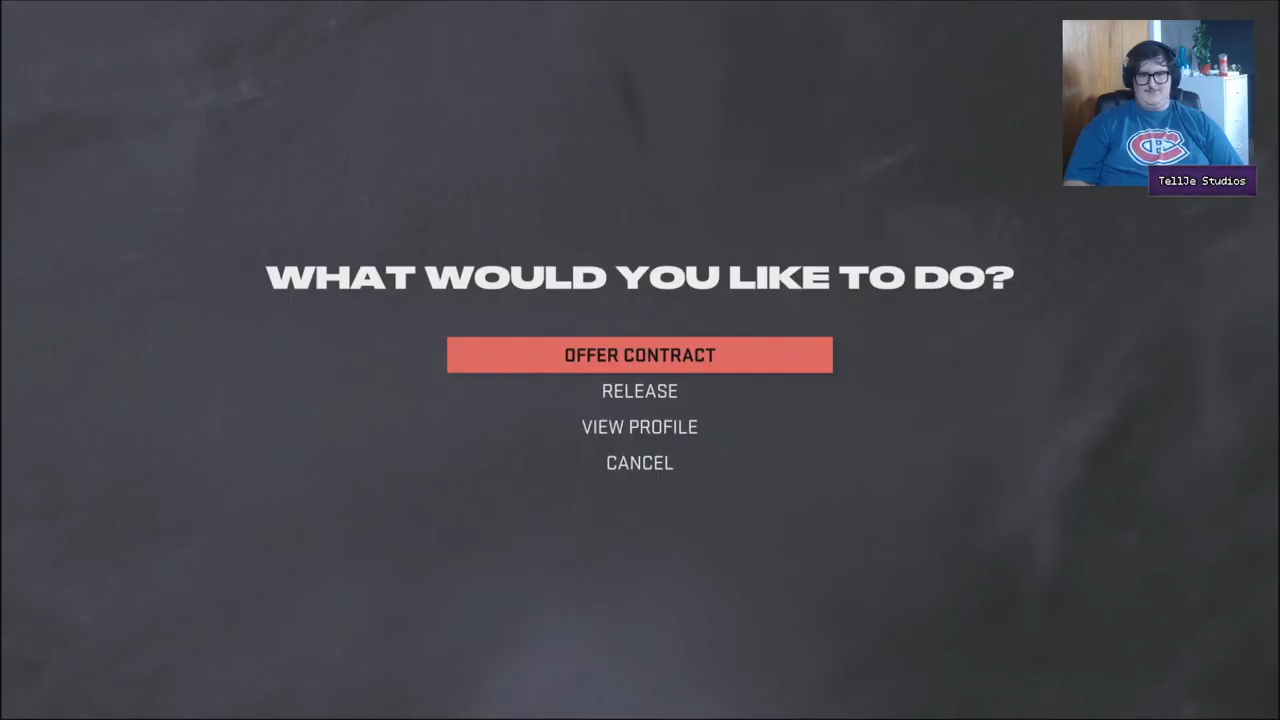 TellJe Studios
WHAT WOULD YOU LIKE TO DO?
OFFER CONTRACT
RELEASE
VIEW PROFILE
CANCEL